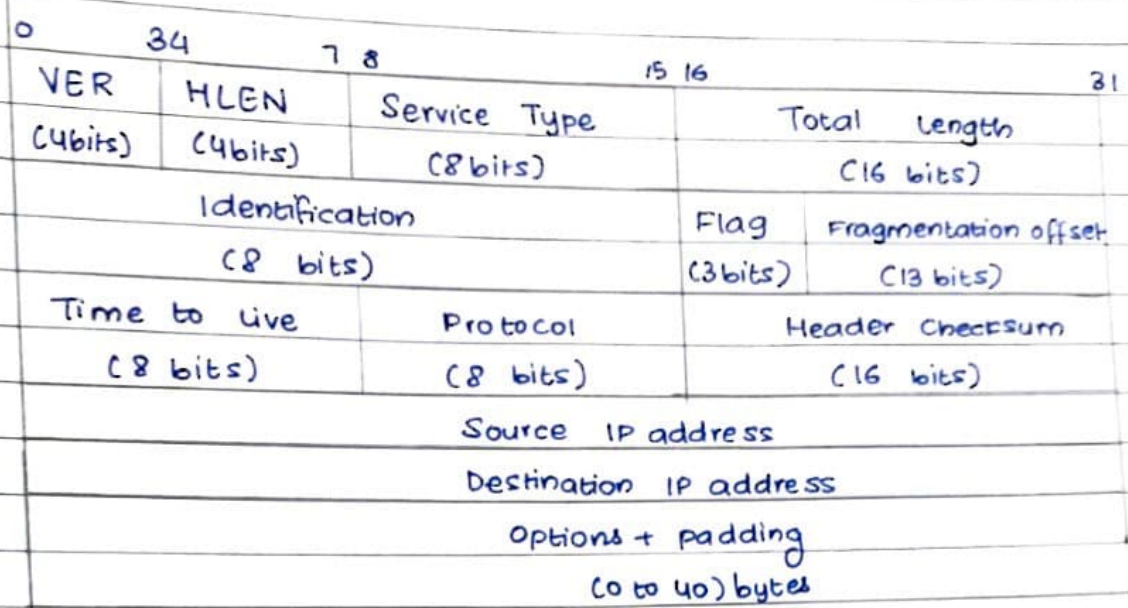 0 34 7 8 15 16 31
VER HLEN Service Type Total Length
(4bits) (4bits) (8bits) (16 bits)
Identification Flag Fragmentation offset
(8 bits) (3bits) (13 bits)
Time to Live Protocol Header Checksum
(8 bits) (8 bits) (16 bits)
Source IP address
Destination IP address
Options + padding
(0 to 40) bytes